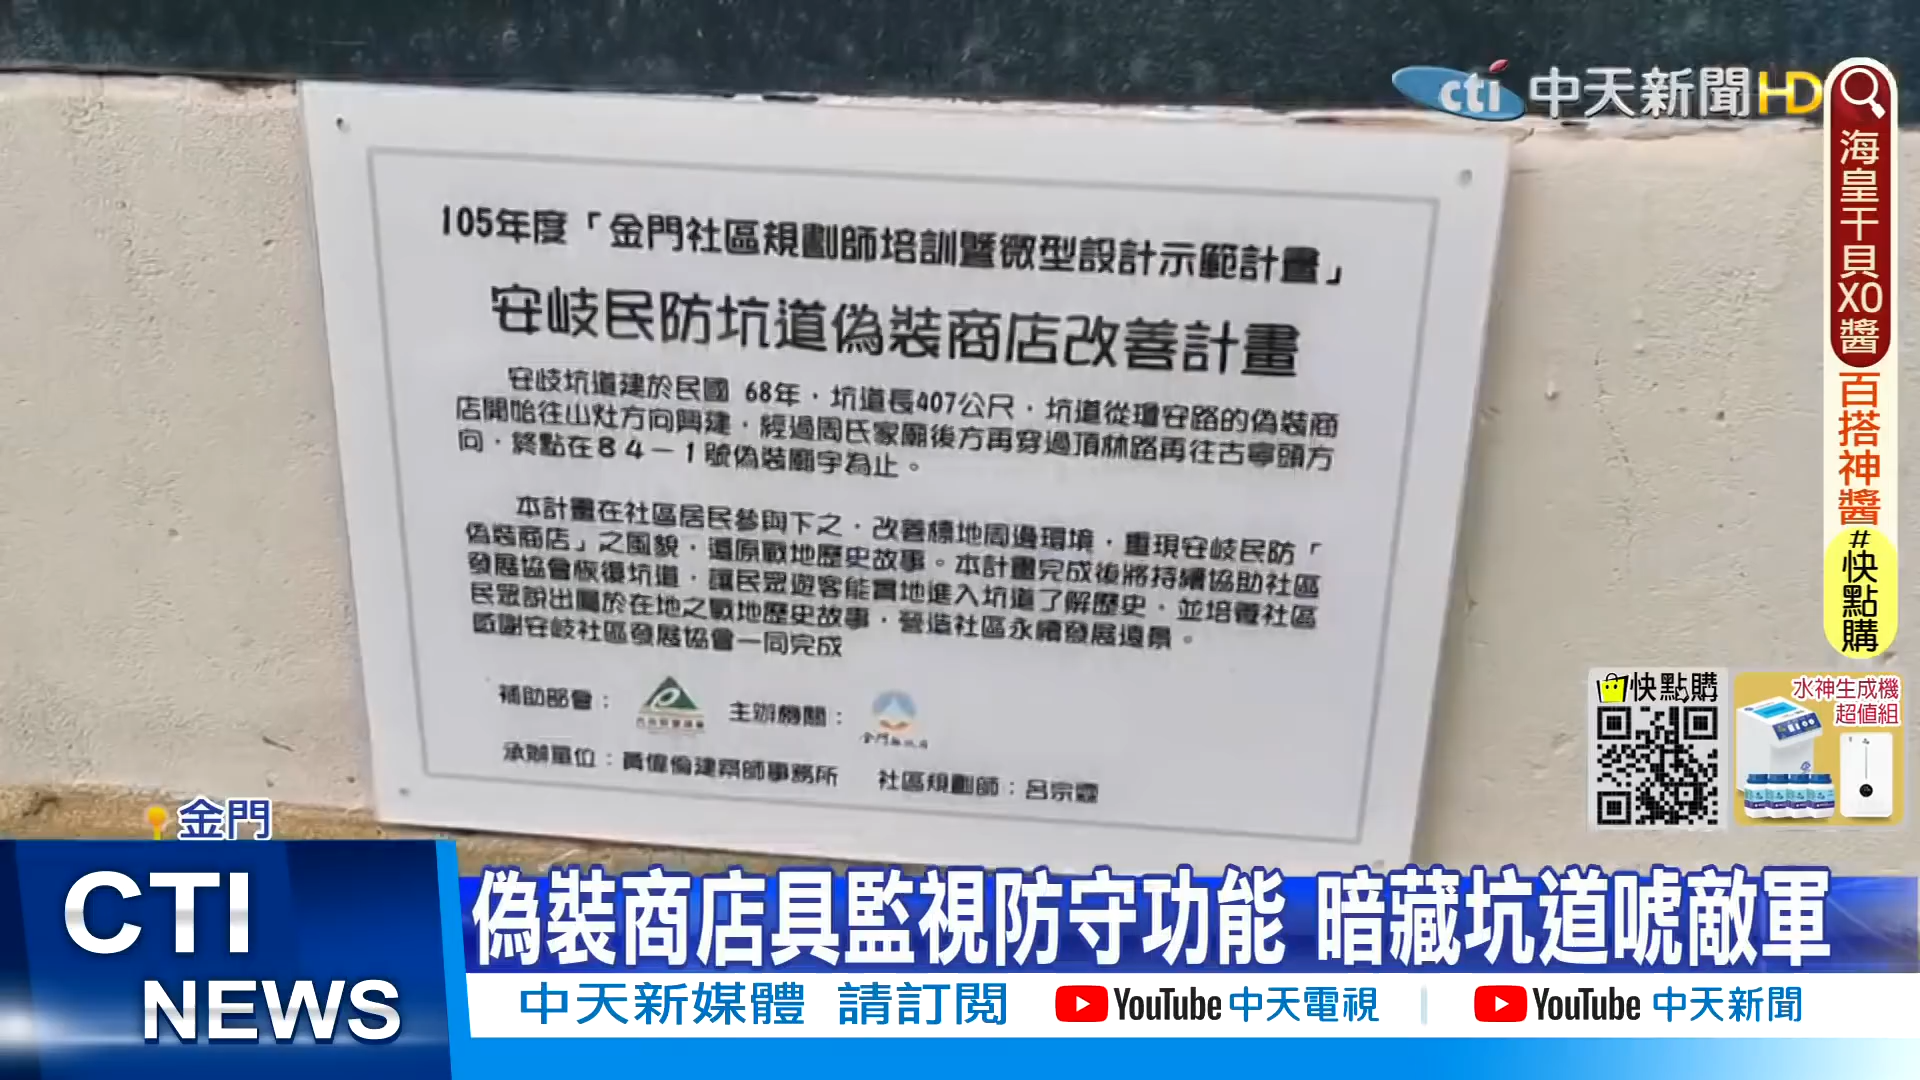 cti 中天新聞HD
海皇干貝XO醬
百搭神醬
#快點購
105年度「金門社區規劃師培訓暨微型設計示範計畫」
安岐民防坑道偽裝商店改善計畫
安岐坑道建於民國 68年，坑道長407公尺，坑道從瓊安路的偽裝商
店開始往山灶方向興建，經過周氏家廟後方再穿過頂林路再往古寧頭方
向，終點在84－1號偽裝廟宇為止。
本計畫在社區居民參與下之，改善標地周邊環境，重現安岐民防「
偽裝商店」之風貌，還原戰地歷史故事。本計畫完成後將持續協助社區
發展協會恢復坑道，讓民眾遊客能實地進入坑道了解歷史，並培養社區
民眾說出屬於在地之戰地歷史故事，營造社區永續發展遠景。
感謝安岐社區發展協會一同完成
補助部會：
主辦機關：
金門縣政府
承辦單位：黃偉倫建築師事務所 社區規劃師：呂宗霖
快點購
水神生成機
超值組
金門
CTI
NEWS
偽裝商店具監視防守功能 暗藏坑道唬敵軍
中天新媒體 請訂閱 YouTube 中天電視 | YouTube 中天新聞